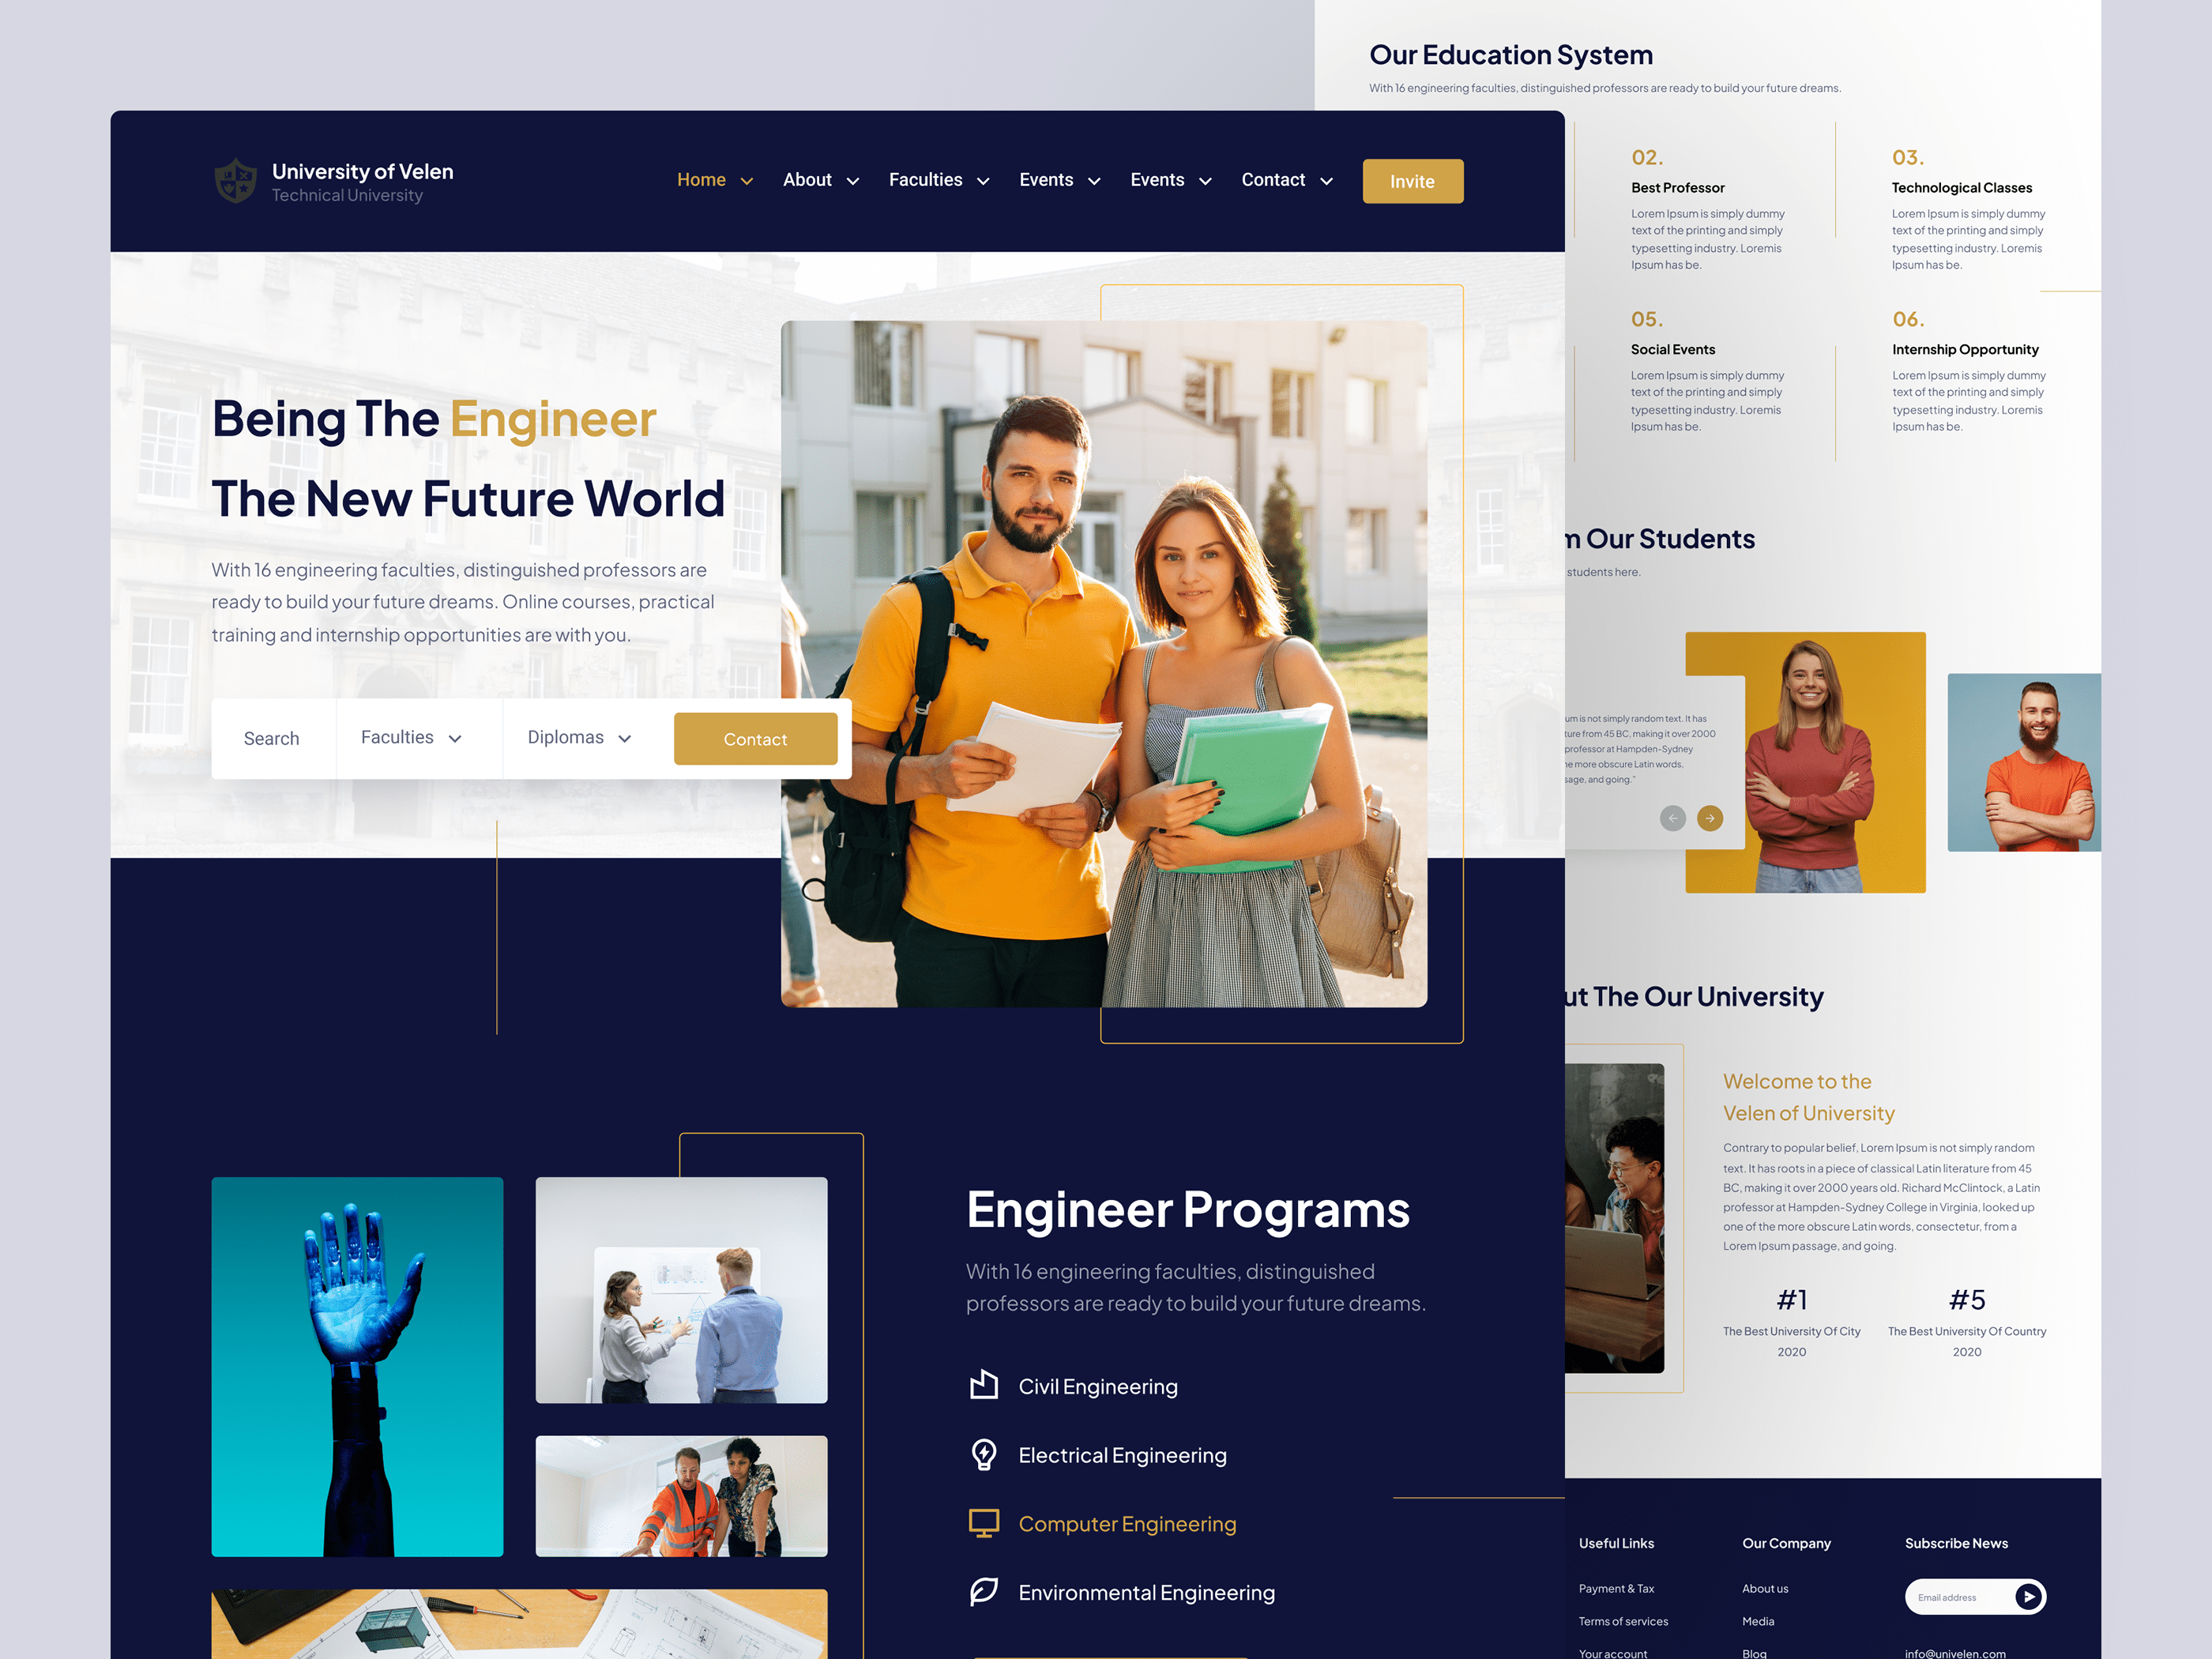 University of Velen
Technical University
Home
About
Faculties
Events
Events
Contact
Invite
Being The Engineer
The New Future World
With 16 engineering faculties, distinguished professors are
ready to build your future dreams. Online courses, practical
training and internship opportunities are with you.
Search
Faculties
Diplomas
Contact
Engineer Programs
With 16 engineering faculties, distinguished
professors are ready to build your future dreams.
Civil Engineering
Electrical Engineering
Computer Engineering
Environmental Engineering
Our Education System
With 16 engineering faculties, distinguished professors are ready to build your future dreams.
02.
Best Professor
Lorem Ipsum is simply dummy
text of the printing and simply
typesetting industry. Loremis
Ipsum has be.
03.
Technological Classes
Lorem Ipsum is simply dummy
text of the printing and simply
typesetting industry. Loremis
Ipsum has be.
05.
Social Events
Lorem Ipsum is simply dummy
text of the printing and simply
typesetting industry. Loremis
Ipsum has be.
06.
Internship Opportunity
Lorem Ipsum is simply dummy
text of the printing and simply
typesetting industry. Loremis
Ipsum has be.
Our Students
students here.
is not simply random text. It has
from 45 BC, making it over 2000
professor at Hampden-Sydney
more obscure Latin words,
and going."
The Our University
Welcome to the
Velen of University
Contrary to popular belief, Lorem Ipsum is not simply random
text. It has roots in a piece of classical Latin literature from 45
BC, making it over 2000 years old. Richard McClintock, a Latin
professor at Hampden-Sydney College in Virginia, looked up
one of the more obscure Latin words, consectetur, from a
Lorem Ipsum passage, and going.
#1
The Best University Of City
2020
#5
The Best University Of Country
2020
Useful Links
Payment & Tax
Terms of services
Your account
Our Company
About us
Media
Blog
Subscribe News
Email address
info@univelen.com